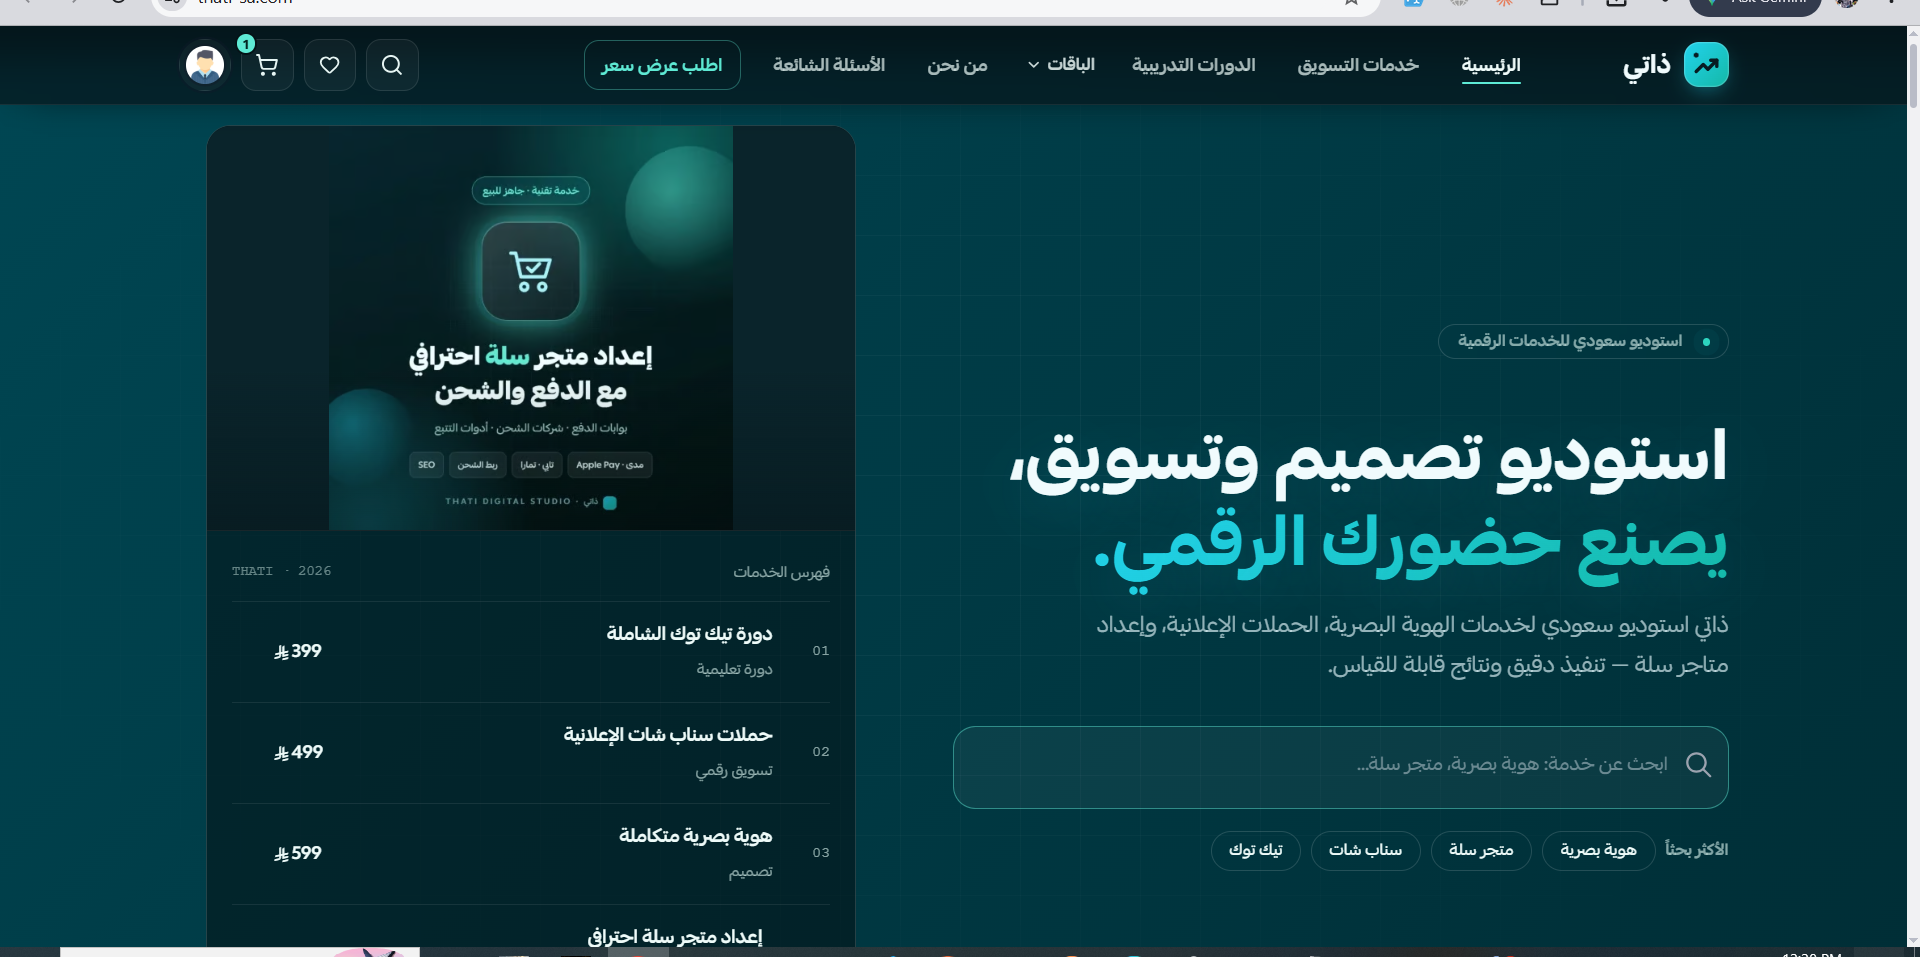 thati-sa.com
Ask Gemini
ذاتي
الرئيسية
خدمات التسويق
الدورات التدريبية
الباقات
من نحن
الأسئلة الشائعة
اطلب عرض سعر
1
استوديو سعودي للخدمات الرقمية
استوديو تصميم وتسويق،
يصنع حضورك الرقمي.
ذاتي استوديو سعودي لخدمات الهوية البصرية، الحملات الإعلانية، وإعداد
متاجر سلة — تنفيذ دقيق ونتائج قابلة للقياس.
ابحث عن خدمة: هوية بصرية، متجر سلة...
الأكثر بحثاً
هوية بصرية
متجر سلة
سناب شات
تيك توك
خدمة تقنية · جاهز للبيع
إعداد متجر سلة احترافي
مع الدفع والشحن
بوابات الدفع · شركات الشحن · أدوات التتبع
مدى · Apple Pay
تابي · تمارا
ربط الشحن
SEO
ذاتي · THATI DIGITAL STUDIO
فهرس الخدمات
THATI · 2026
01
دورة تيك توك الشاملة
دورة تعليمية
399
02
حملات سناب شات الإعلانية
تسويق رقمي
499
03
هوية بصرية متكاملة
تصميم
599
إعداد متجر سلة احترافي